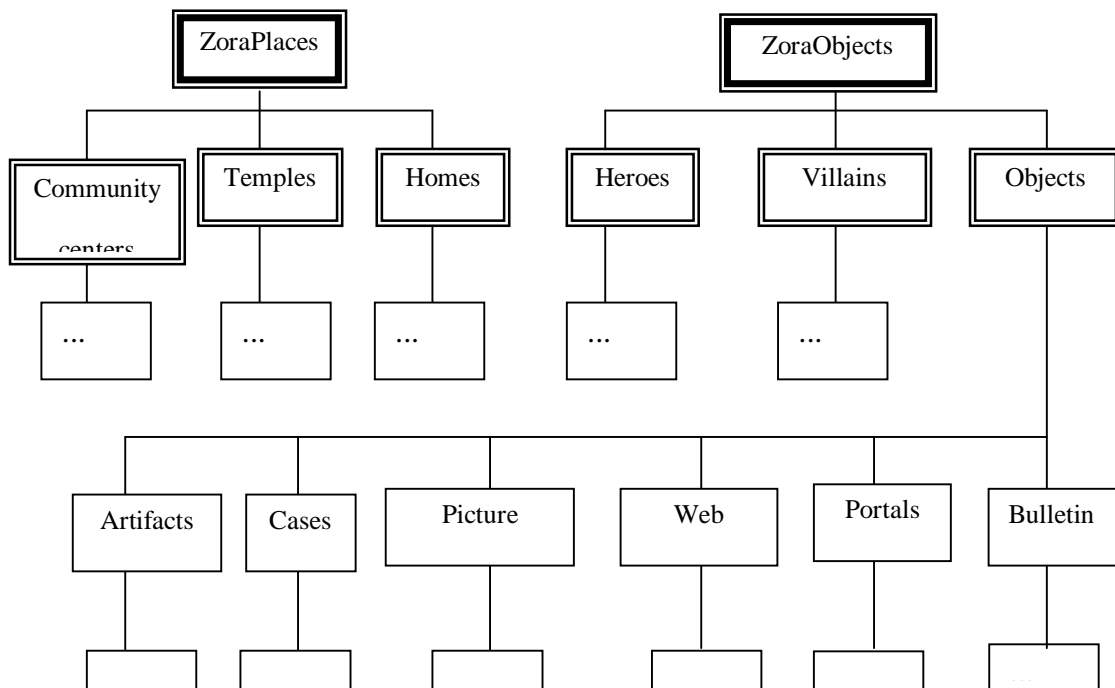 ZoraPlaces
ZoraObjects
Community
centers
Temples
Homes
Heroes
Villains
Objects
...
...
...
...
...
Artifacts
Cases
Picture
Web
Portals
Bulletin
...